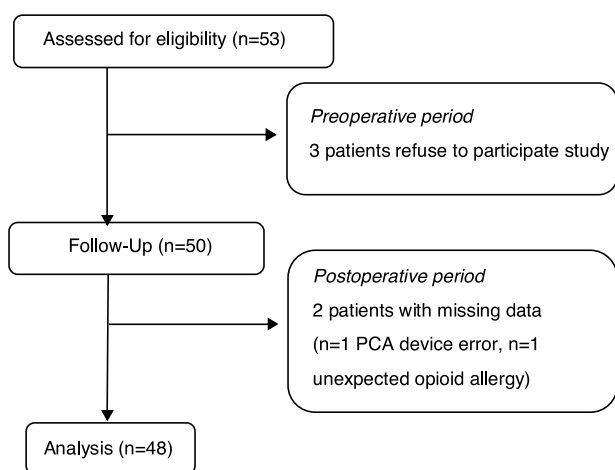 Assessed for eligibility (n=53)
Preoperative period
3 patients refuse to participate study
Follow-Up (n=50)
Postoperative period
2 patients with missing data
(n=1 PCA device error, n=1
unexpected opioid allergy)
Analysis (n=48)